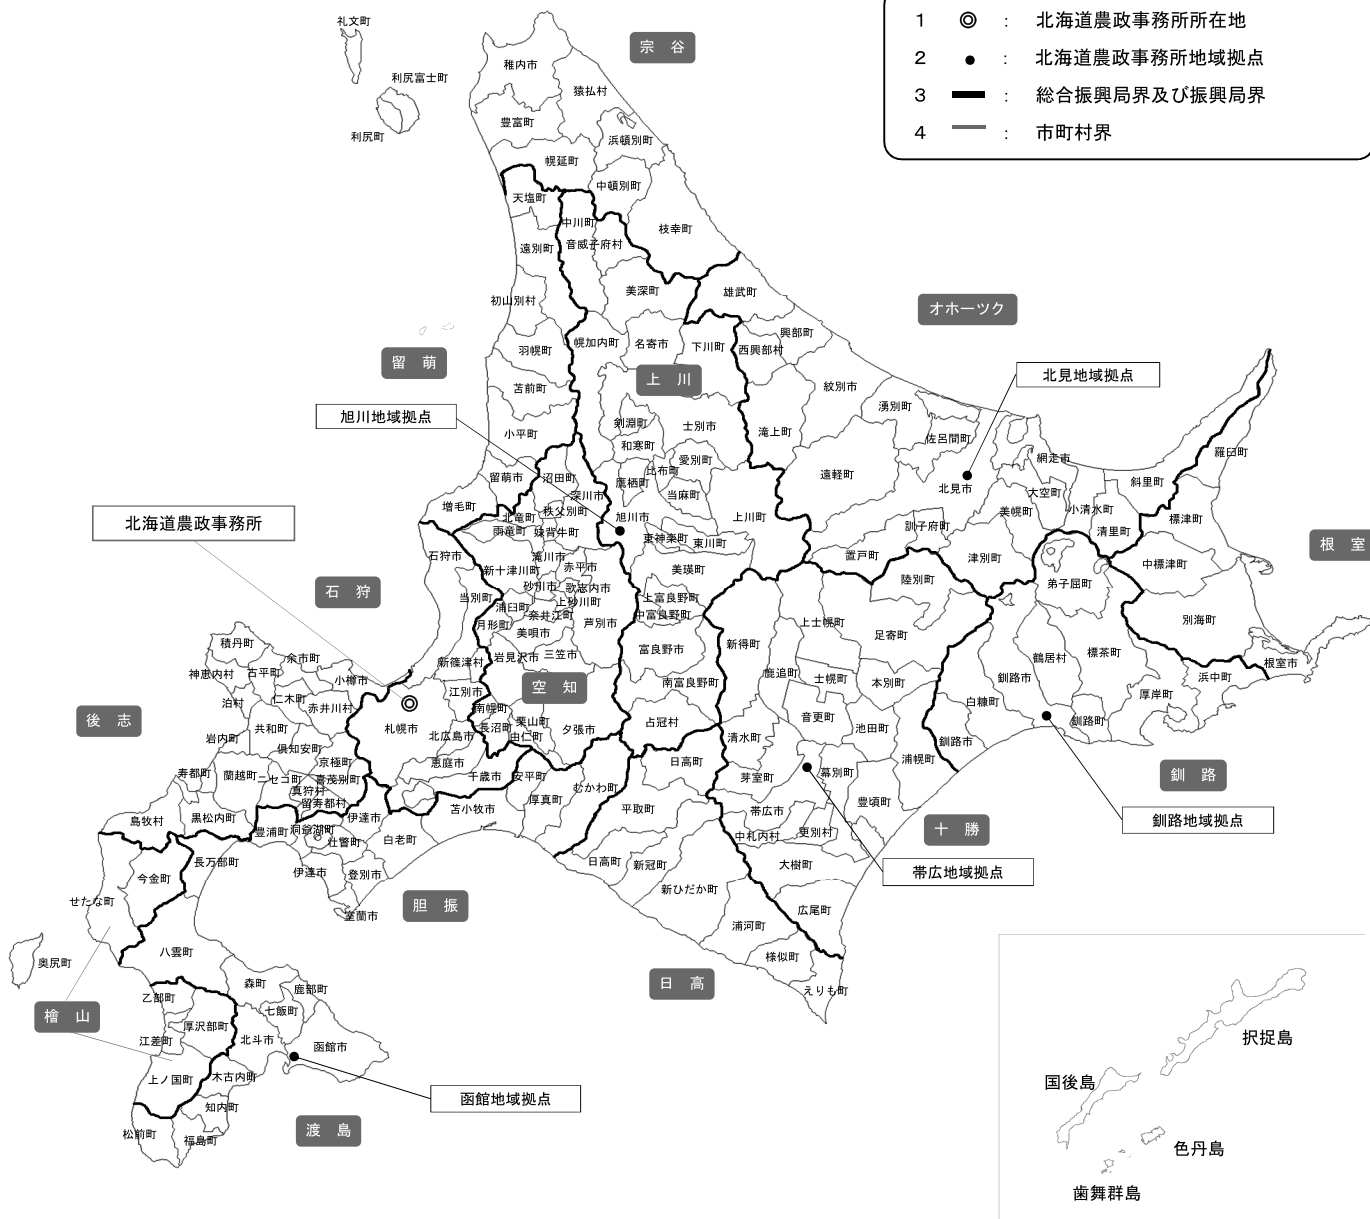 1 ◎ : 北海道農政事務所所在地
2 ● : 北海道農政事務所地域拠点
3 ━ : 総合振興局界及び振興局界
4 ─ : 市町村界
礼文町
利尻富士町
利尻町
宗谷
稚内市
猿払村
豊富町
浜頓別町
幌延町
中頓別町
枝幸町
天塩町
中川町
音威子府村
遠別町
美深町
初山別村
雄武町
オホーツク
留萌
羽幌町
幌加内町
名寄市
下川町
西興部村
興部町
上川
苫前町
紋別市
湧別町
北見地域拠点
旭川地域拠点
小平町
剣淵町
士別市
滝上町
佐呂間町
和寒町
遠軽町
網走市
羅臼町
留萌市
沼田町
比布町
愛別町
鷹栖町
当麻町
北見市
大空町
斜里町
増毛町
深川市
秩父別町
北竜町
旭川市
上川町
美幌町
小清水町
清里町
標津町
北海道農政事務所
雨竜町
妹背牛町
東神楽町
東川町
訓子府町
置戸町
津別町
根室
石狩市
新十津川町
滝川市
赤平市
美瑛町
陸別町
弟子屈町
中標津町
石狩
当別町
砂川市
歌志内市
浦臼町
上砂川町
奈井江町
上富良野町
中富良野町
月形町
美唄市
芦別市
新得町
上士幌町
足寄町
別海町
積丹町
余市町
新篠津村
岩見沢市
三笠市
富良野市
鶴居村
標茶町
根室市
神恵内村
古平町
小樽市
鹿追町
士幌町
本別町
釧路市
浜中町
泊村
仁木町
赤井川村
江別市
空知
南富良野町
白糠町
厚岸町
後志
共和町
札幌市
南幌町
長沼町
栗山町
由仁町
夕張市
占冠村
音更町
池田町
釧路町
岩内町
倶知安町
北広島市
清水町
釧路市
寿都町
蘭越町
ニセコ町
京極町
喜茂別町
恵庭市
千歳市
安平町
むかわ町
日高町
芽室町
幕別町
浦幌町
釧路
真狩村
留寿都村
厚真町
平取町
帯広市
豊頃町
島牧村
黒松内町
豊浦町
洞爺湖町
伊達市
壮瞥町
白老町
苫小牧市
中札内村
更別村
十勝
釧路地域拠点
今金町
長万部町
伊達市
登別市
日高町
新冠町
新ひだか町
大樹町
帯広地域拠点
せたな町
室蘭市
胆振
広尾町
浦河町
奥尻町
八雲町
様似町
えりも町
日高
森町
鹿部町
乙部町
七飯町
檜山
厚沢部町
江差町
北斗市
函館市
上ノ国町
木古内町
函館地域拠点
知内町
松前町
福島町
渡島
択捉島
国後島
色丹島
歯舞群島